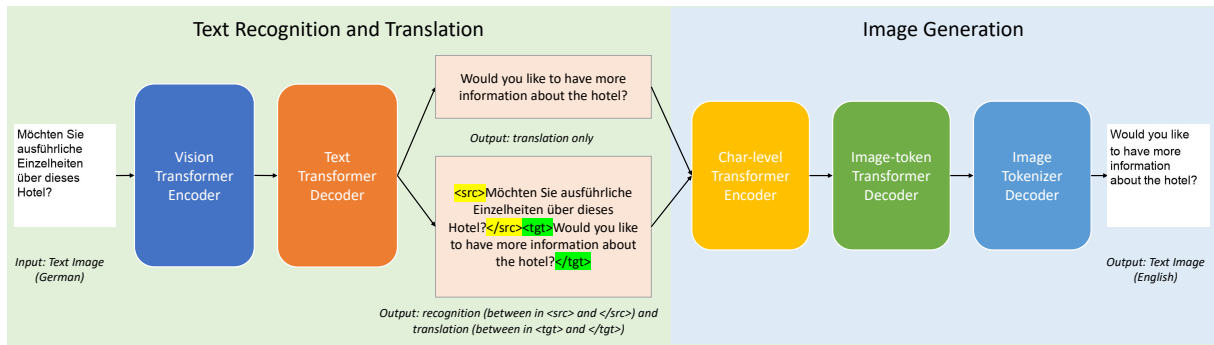 Text Recognition and Translation
Image Generation
Möchten Sie
ausführliche
Einzelheiten
über dieses
Hotel?
Input: Text Image
(German)
Vision
Transformer
Encoder
Text
Transformer
Decoder
Would you like to have more
information about the hotel?
Output: translation only
<src>Möchten Sie ausführliche
Einzelheiten über dieses
Hotel?</src><tgt>Would you like
to have more information about
the hotel?</tgt>
Output: recognition (between in <src> and </src>) and
translation (between in <tgt> and </tgt>)
Char-level
Transformer
Encoder
Image-token
Transformer
Decoder
Image
Tokenizer
Decoder
Would you like
to have more
information
about the hotel?
Output: Text Image
(English)